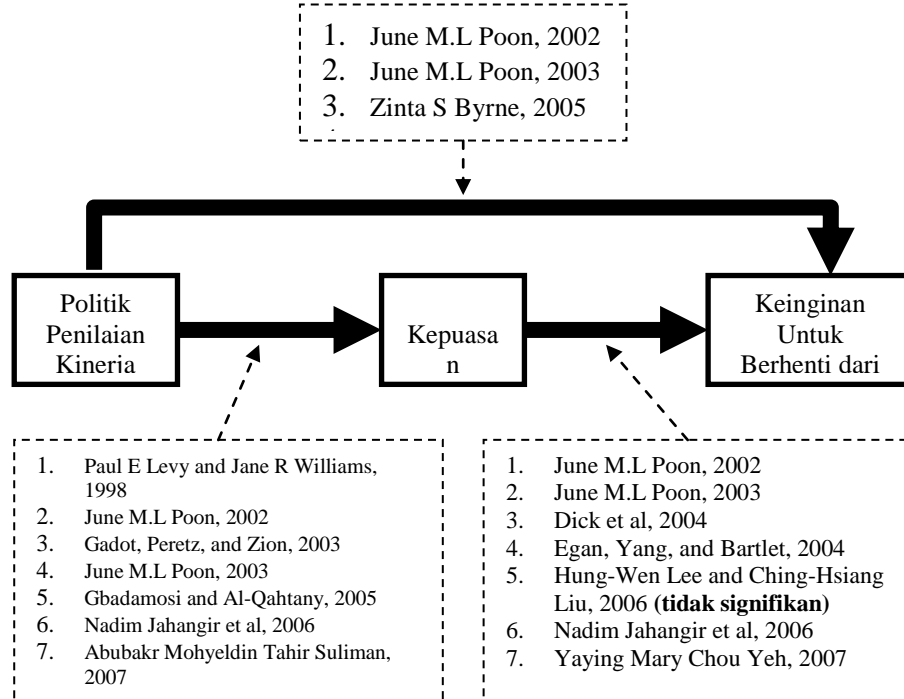 1. June M.L Poon, 2002
2. June M.L Poon, 2003
3. Zinta S Byrne, 2005
Politik
Penilaian
Kinerja
Kepuasa
n
Keinginan
Untuk
Berhenti dari
1. Paul E Levy and Jane R Williams,
1998
2. June M.L Poon, 2002
3. Gadot, Peretz, and Zion, 2003
4. June M.L Poon, 2003
5. Gbadamosi and Al-Qahtany, 2005
6. Nadim Jahangir et al, 2006
7. Abubakr Mohyeldin Tahir Suliman,
2007
1. June M.L Poon, 2002
2. June M.L Poon, 2003
3. Dick et al, 2004
4. Egan, Yang, and Bartlet, 2004
5. Hung-Wen Lee and Ching-Hsiang
Liu, 2006 (tidak signifikan)
6. Nadim Jahangir et al, 2006
7. Yaying Mary Chou Yeh, 2007